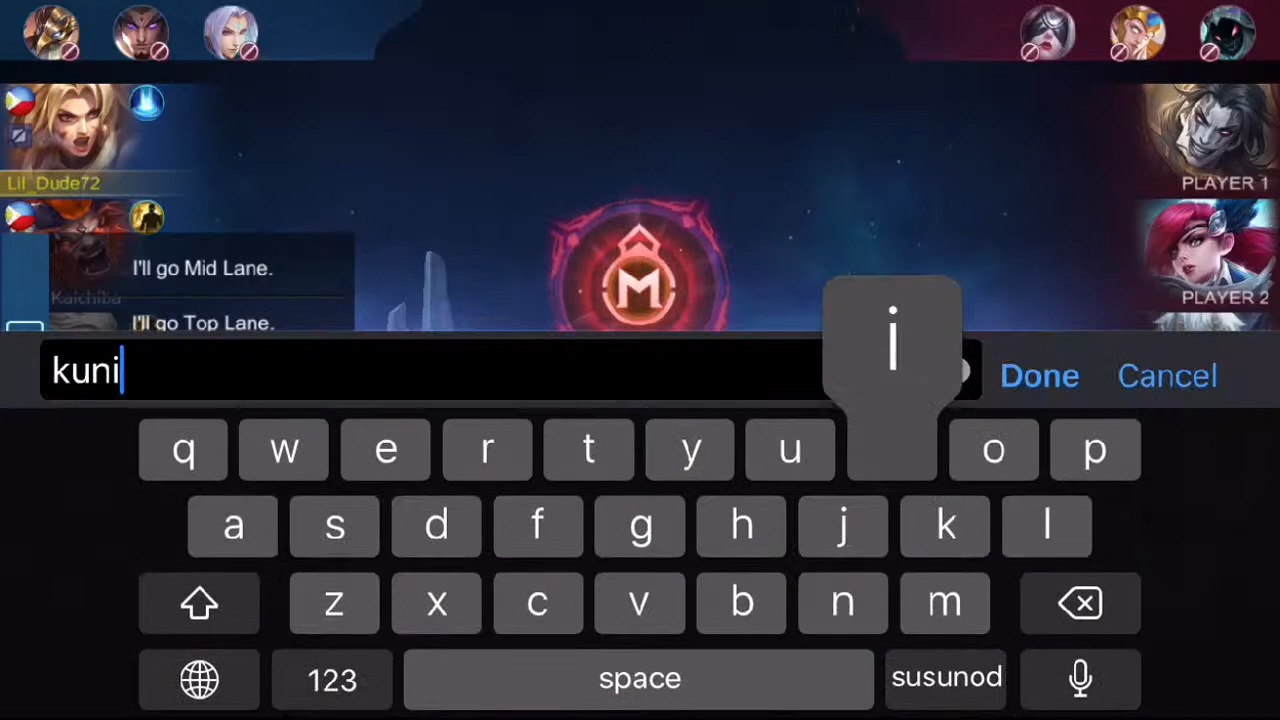 Lil_Dude72
PLAYER 1
I'll go Mid Lane.
Kaichiba
PLAYER 2
I'll go Top Lane.
M
i
kuni
Done Cancel
q w e r t y u o p
a s d f g h j k l
z x c v b n m
123 space susunod